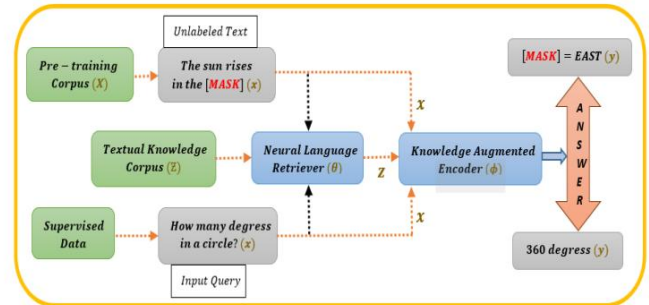 Unlabeled Text
Pre – training
Corpus (X)
The sun rises
in the [MASK] (x)
[MASK] = EAST (y)
X
Textual Knowledge
Corpus (Z)
Neural Language
Retriever (θ)
Z
Knowledge Augmented
Encoder (ϕ)
ANSWER
X
Supervised
Data
How many degress
in a circle? (x)
360 degress (y)
Input Query